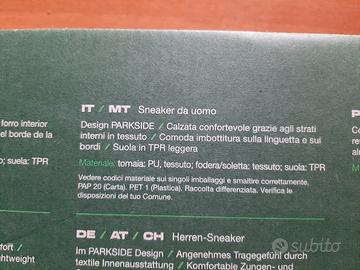 IT / MT Sneaker da uomo
forro interior
Design PARKSIDE / Calzata confortevole grazie agli strati
el borde de la
interni in tessuto / Comoda imbottitura sulla linguetta e sui
bordi / Suola in TPR leggera
o; suela: TPR
Materiale: tomaia: PU, tessuto; fodera/soletta: tessuto; suola: TPR
Vedere codici materiale sui singoli imballaggi e smaltire correttamente.
PAP 20 (Carta). PET 1 (Plastica). Raccolta differenziata. Verifica le
disposizioni del tuo Comune.
DE / AT / CH Herren-Sneaker
fort /
Im PARKSIDE Design / Angenehmes Tragegefühl durch
htweight
textile Innenausstattung / Komfortable Zungen- und
subito